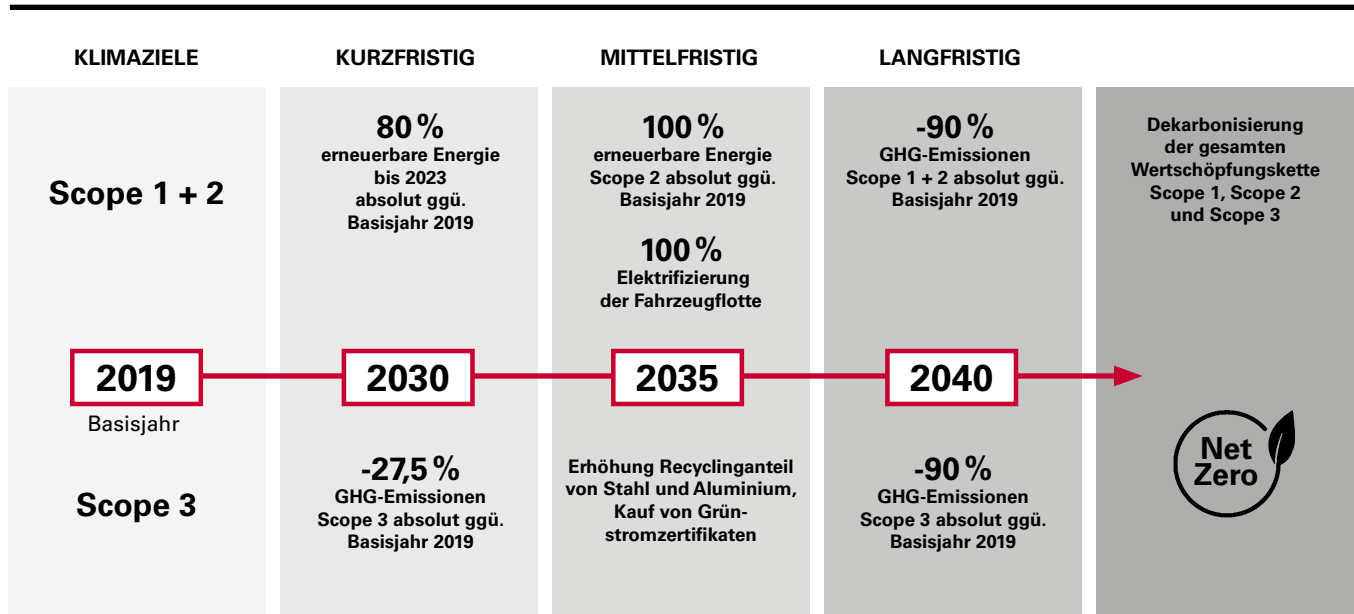 KLIMAZIELE
KURZFRISTIG
MITTELFRISTIG
LANGFRISTIG
Scope 1 + 2
80 %
erneuerbare Energie
bis 2023
absolut ggü.
Basisjahr 2019
100 %
erneuerbare Energie
Scope 2 absolut ggü.
Basisjahr 2019
100 %
Elektrifizierung
der Fahrzeugflotte
-90 %
GHG-Emissionen
Scope 1 + 2 absolut ggü.
Basisjahr 2019
Dekarbonisierung
der gesamten
Wertschöpfungskette
Scope 1, Scope 2
und Scope 3
2019
Basisjahr
2030
2035
2040
Scope 3
-27,5 %
GHG-Emissionen
Scope 3 absolut ggü.
Basisjahr 2019
Erhöhung Recyclinganteil
von Stahl und Aluminium,
Kauf von Grün-
stromzertifikaten
-90 %
GHG-Emissionen
Scope 3 absolut ggü.
Basisjahr 2019
Net
Zero